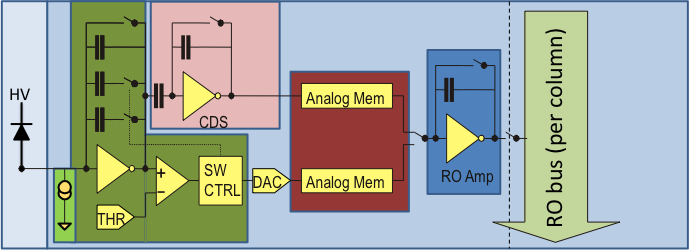 HV
CDS
Analog Mem
RO Amp
+
−
SW
CTRL
DAC
Analog Mem
THR
RO bus (per column)